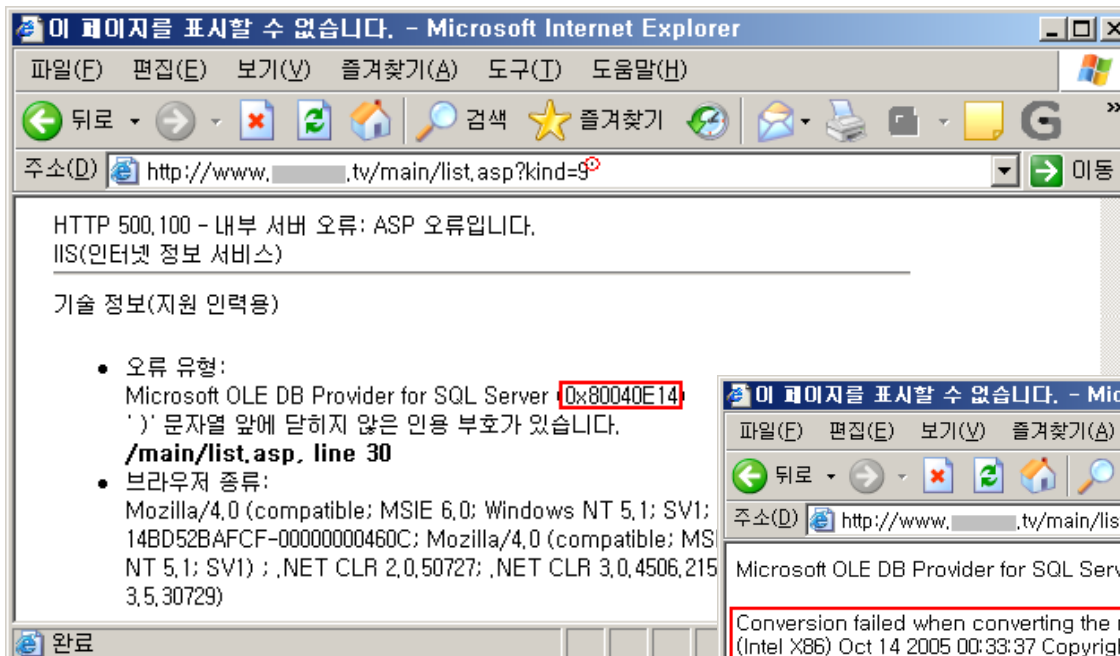 이 페이지를 표시할 수 없습니다. - Microsoft Internet Explorer
파일(F) 편집(E) 보기(V) 즐겨찾기(A) 도구(T) 도움말(H)
뒤로 검색 즐겨찾기 »
주소(D) http://www. .tv/main/list.asp?kind=9 이동
HTTP 500.100 - 내부 서버 오류: ASP 오류입니다.
IIS(인터넷 정보 서비스)
기술 정보(지원 인력용)
• 오류 유형:
Microsoft OLE DB Provider for SQL Server (0x80040E14)
' )' 문자열 앞에 닫히지 않은 인용 부호가 있습니다.
/main/list.asp, line 30
• 브라우저 종류:
Mozilla/4.0 (compatible; MSIE 6.0; Windows NT 5.1; SV1;
14BD52BAFCF-00000000460C; Mozilla/4.0 (compatible; MS
NT 5.1; SV1) ; .NET CLR 2.0.50727; .NET CLR 3.0.4506.215
3.5.30729)
완료
이 페이지를 표시할 수 없습니다. - Mic
파일(F) 편집(E) 보기(V) 즐겨찾기(A)
뒤로
주소(D) http://www. .tv/main/lis
Microsoft OLE DB Provider for SQL Serv
Conversion failed when converting the
(Intel X86) Oct 14 2005 00:33:37 Copyrigh